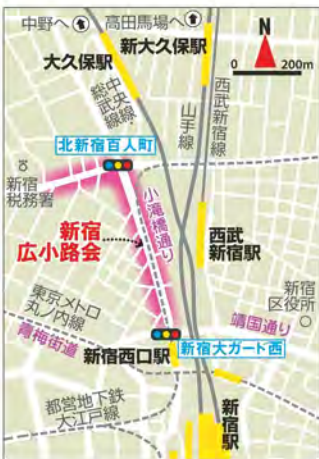 中野へ
高田馬場へ
新大久保駅
大久保駅
N
0
200m
総武線
中央線
山手線
西武新宿線
北新宿百人町
新宿
税務署
小滝橋通り
新宿
広小路会
西武
新宿駅
新宿
区役所
東京メトロ
丸ノ内線
靖国通り
青梅街道
新宿西口駅
新宿大ガード西
都営地下鉄
大江戸線
新宿駅